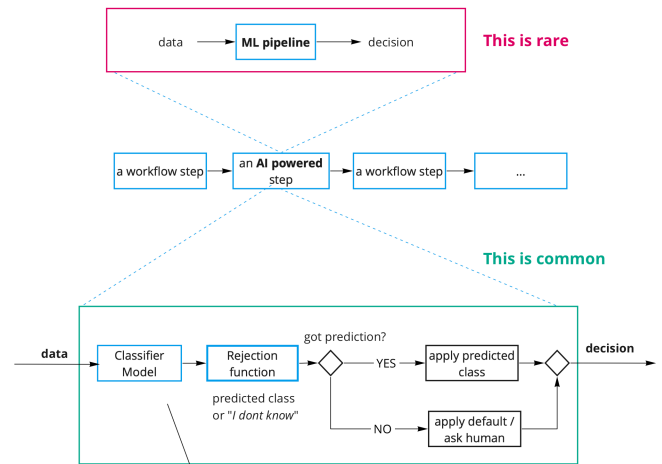 data
ML pipeline
decision
This is rare
a workflow step
an AI powered
step
a workflow step
...
This is common
data
Classifier
Model
Rejection
function
predicted class
or "I dont know"
got prediction?
YES
apply predicted
class
NO
apply default /
ask human
decision